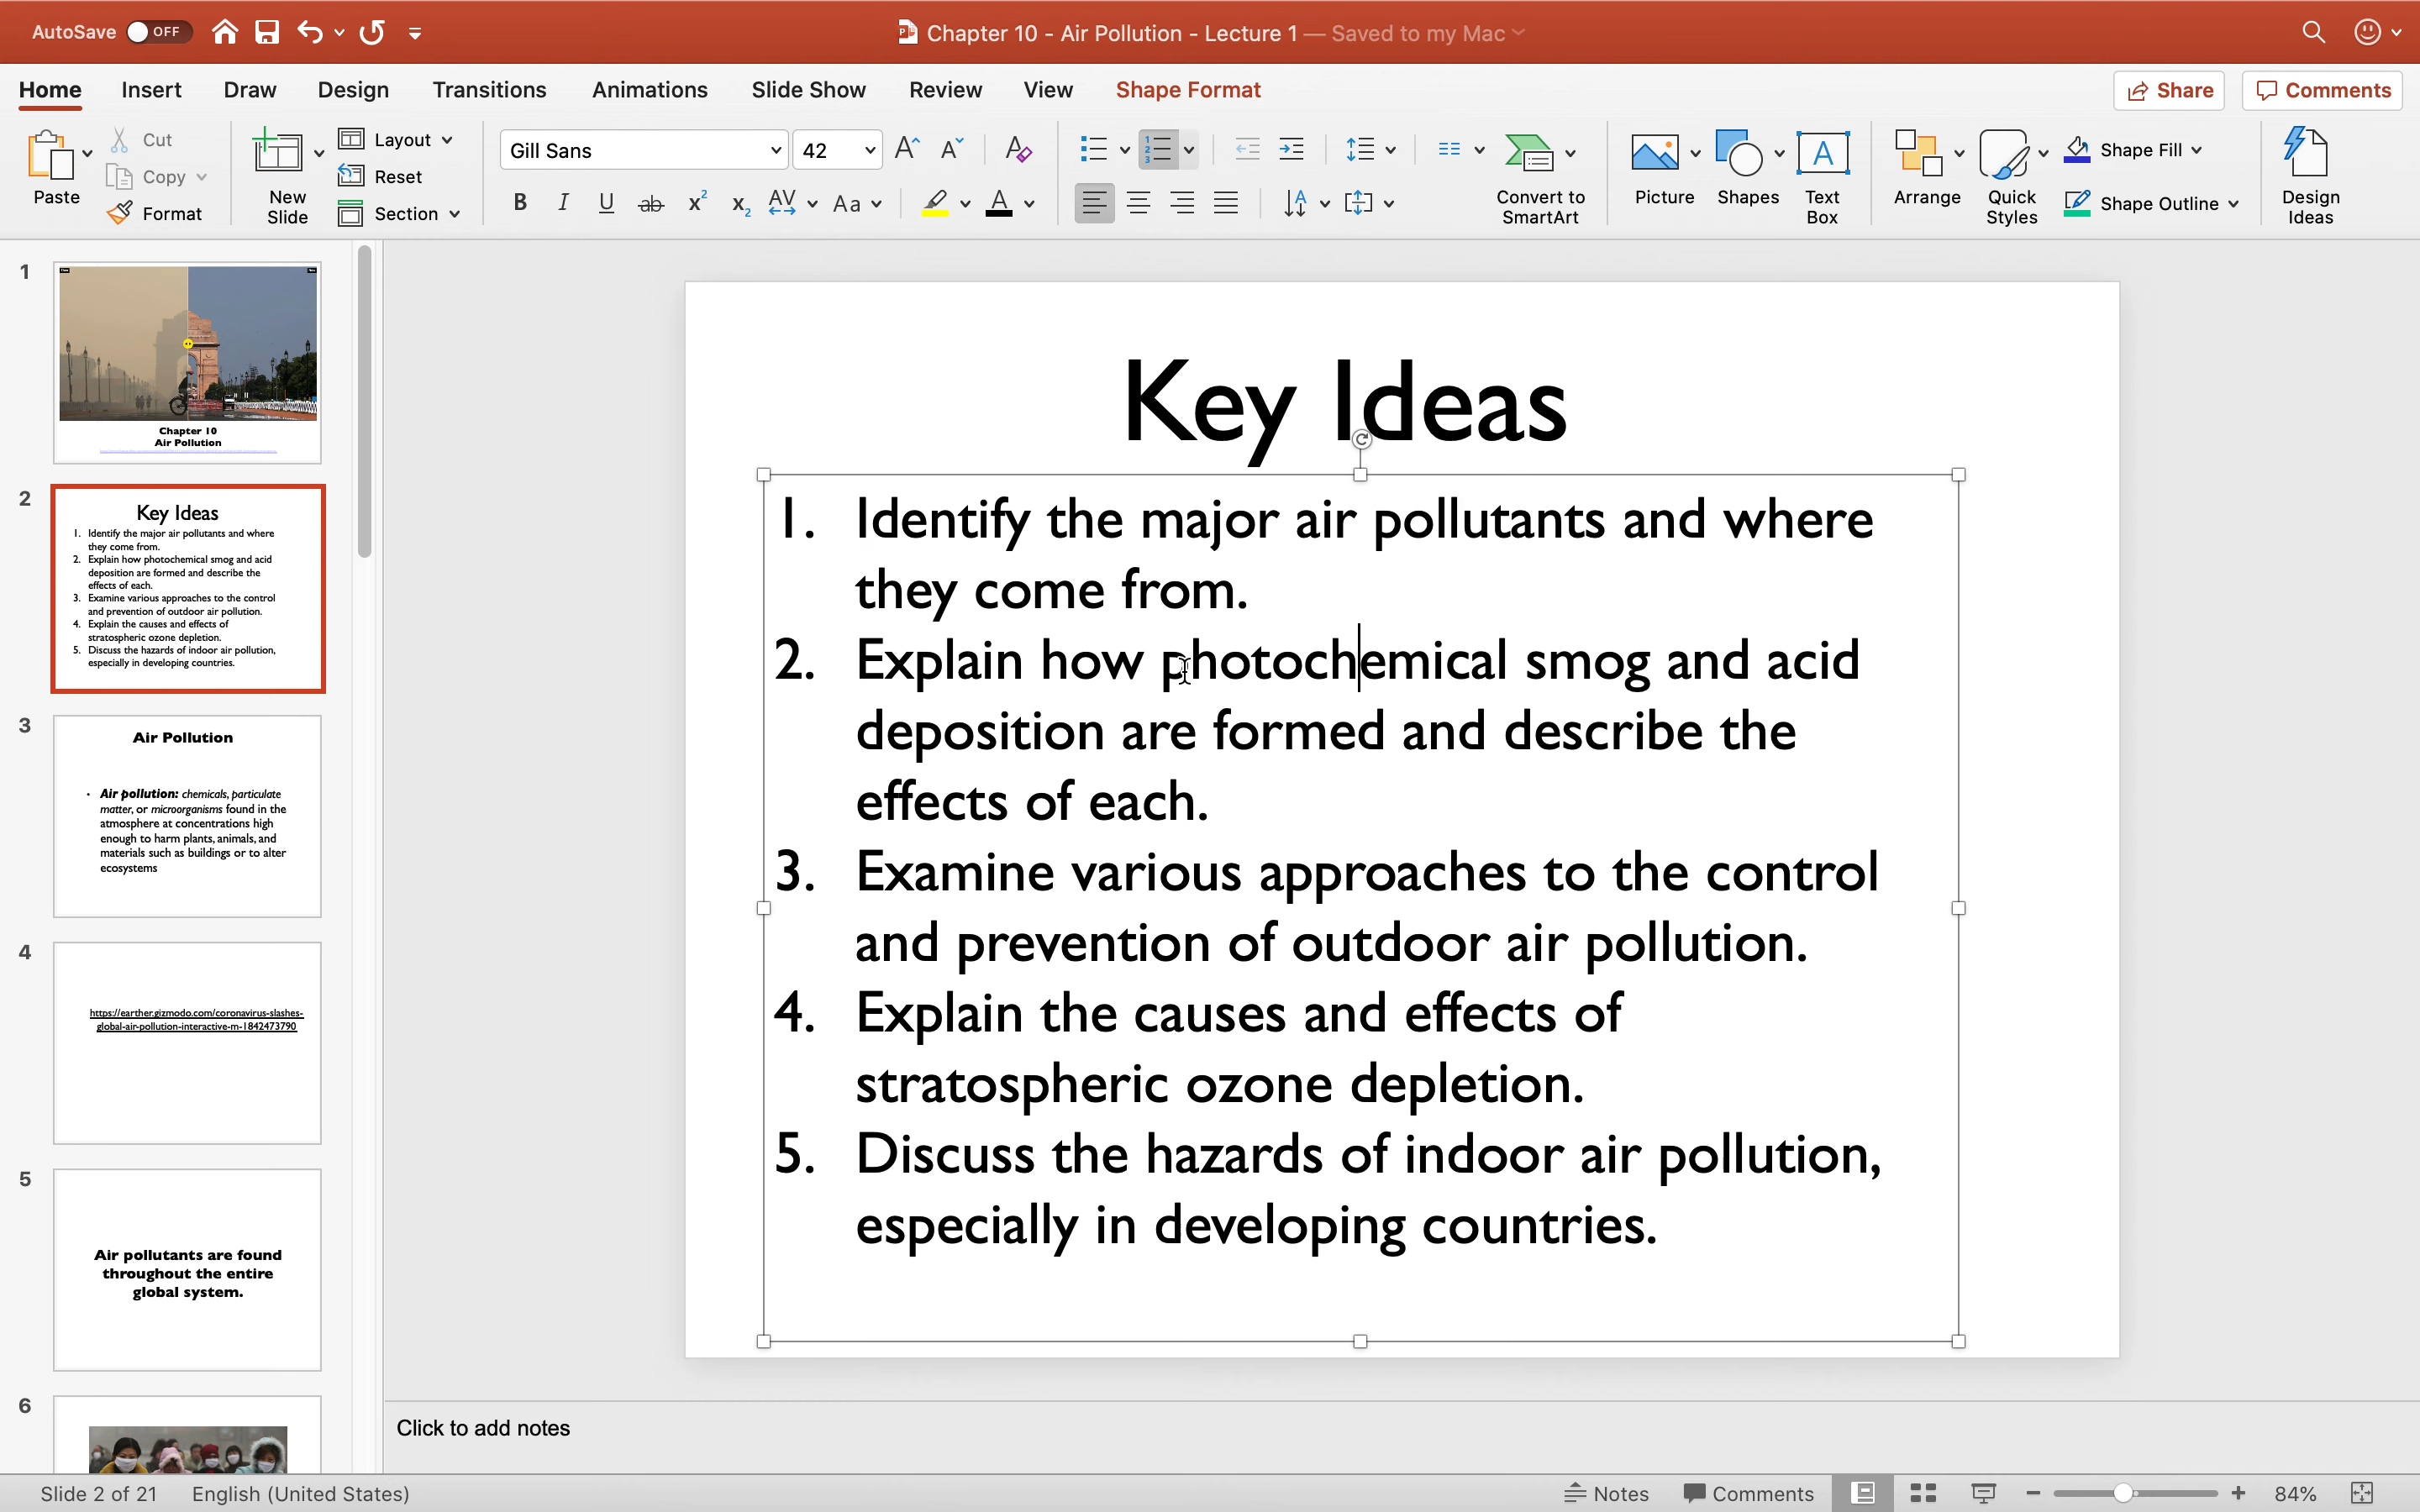 AutoSave OFF
Chapter 10 - Air Pollution - Lecture 1 — Saved to my Mac
Home Insert Draw Design Transitions Animations Slide Show Review View Shape Format
Share Comments
Paste
Cut
Copy
Format
New Slide
Layout
Reset
Section
Gill Sans 42
Convert to SmartArt
Picture
Shapes
Text Box
Arrange
Quick Styles
Shape Fill
Shape Outline
Design Ideas
1
Chapter 10
Air Pollution
2
Key Ideas
1. Identify the major air pollutants and where
they come from.
2. Explain how photochemical smog and acid
deposition are formed and describe the
effects of each.
3. Examine various approaches to the control
and prevention of outdoor air pollution.
4. Explain the causes and effects of
stratospheric ozone depletion.
5. Discuss the hazards of indoor air pollution,
especially in developing countries.
3
Air Pollution
• Air pollution: chemicals, particulate
matter, or microorganisms found in the
atmosphere at concentrations high
enough to harm plants, animals, and
materials such as buildings or to alter
ecosystems
4
https://earther.gizmodo.com/coronavirus-slashes-
global-air-pollution-interactive-m-1842473790
5
Air pollutants are found
throughout the entire
global system.
6
Key Ideas
1. Identify the major air pollutants and where
they come from.
2. Explain how photochemical smog and acid
deposition are formed and describe the
effects of each.
3. Examine various approaches to the control
and prevention of outdoor air pollution.
4. Explain the causes and effects of
stratospheric ozone depletion.
5. Discuss the hazards of indoor air pollution,
especially in developing countries.
Click to add notes
Slide 2 of 21 English (United States)
Notes Comments 84%